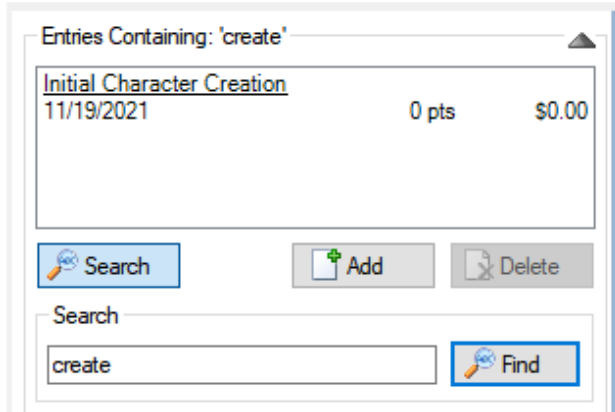 Entries Containing: 'create'
Initial Character Creation
11/19/2021 0 pts $0.00
Search Add Delete
Search
create Find